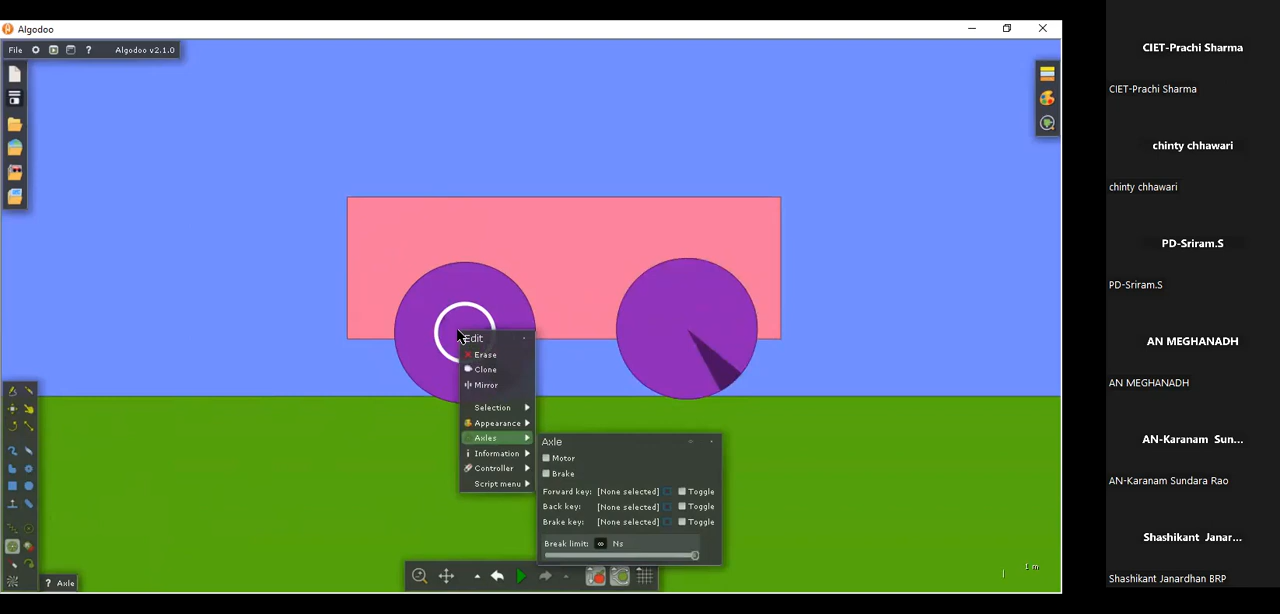 Algodoo
File ? Algodoo v2.1.0
Edit
Erase
Clone
Mirror
Selection
Appearance
Axles
Information
Controller
Script menu
Axle
Motor
Brake
Forward key: [None selected] Toggle
Back key: [None selected] Toggle
Brake key: [None selected] Toggle
Break limit: ∞ Ns
? Axle
1 m
CIET-Prachi Sharma
CIET-Prachi Sharma
chinty chhawari
chinty chhawari
PD-Sriram.S
PD-Sriram.S
AN MEGHANADH
AN MEGHANADH
AN-Karanam Sun...
AN-Karanam Sundara Rao
Shashikant Janar...
Shashikant Janardhan BRP